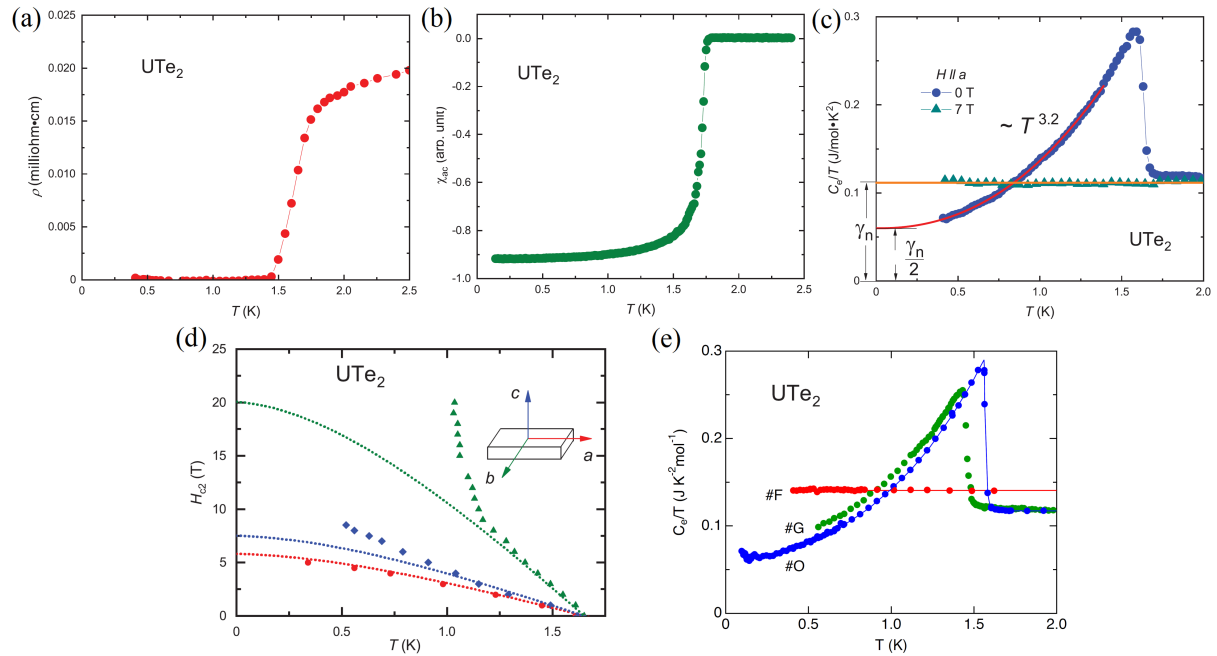 (a)
0.025
0.020
0.015
0.010
0.005
0
ρ (milliohm•cm)
UTe2
0.0 0.5 1.0 1.5 2.0 2.5
T (K)
(b)
0.0
-0.2
-0.4
-0.6
-0.8
-1.0
χac (arb. unit)
UTe2
0.0 0.5 1.0 1.5 2.0 2.5
T (K)
(c)
0.3
0.2
0.1
0.0
Ce/T (J/mol•K2)
H // a
0 T
7 T
~ T 3.2
γn
γn
2
UTe2
0 0.5 1.0 1.5 2.0
T (K)
(d)
25
20
15
10
5
0
Hc2 (T)
UTe2
c
a
b
0 0.5 1.0 1.5
T (K)
(e)
0.3
0.2
0.1
0.0
Ce/T (J K-2mol-1)
UTe2
#F
#G
#O
0.0 0.5 1.0 1.5 2.0
T (K)